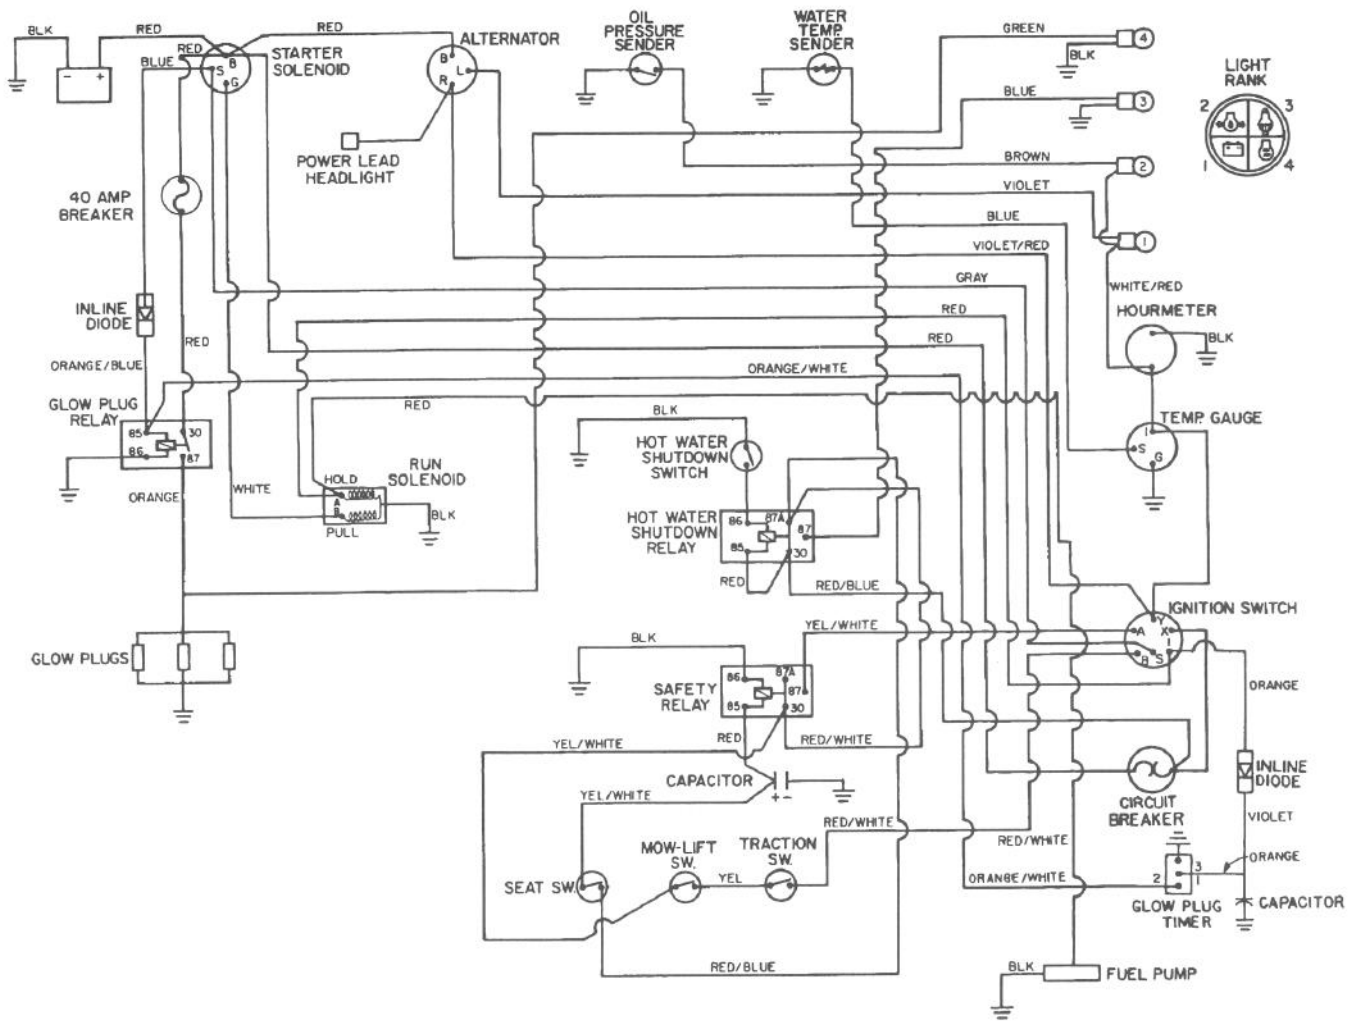 BLK
RED
RED
- +
BLUE
RED
S B
G
STARTER
SOLENOID
B
L
R
ALTERNATOR
OIL
PRESSURE
SENDER
WATER
TEMP.
SENDER
GREEN
4
BLK
BLUE
3
BROWN
2
VIOLET
BLUE
1
VIOLET/RED
LIGHT
RANK
2 3
1 4
POWER LEAD
HEADLIGHT
40 AMP
BREAKER
GRAY
WHITE/RED
HOURMETER
BLK
INLINE
DIODE
RED
RED
RED
ORANGE/BLUE
ORANGE/WHITE
GLOW PLUG
RELAY
85 30
86 87
RED
BLK
TEMP. GAUGE
I
S
G
HOT WATER
SHUTDOWN
SWITCH
ORANGE
WHITE
RUN
SOLENOID
HOLD
A
B
PULL
BLK
HOT WATER
SHUTDOWN
RELAY
86 87A
87
85 30
RED
RED/BLUE
IGNITION SWITCH
Y
A X
I
B S
YEL/WHITE
BLK
GLOW PLUGS
SAFETY
RELAY
86 87A
87
85 30
RED
RED/WHITE
YEL/WHITE
ORANGE
CAPACITOR
+ -
YEL/WHITE
INLINE
DIODE
CIRCUIT
BREAKER
VIOLET
RED/WHITE
RED/WHITE
MOW-LIFT
SW.
TRACTION
SW.
YEL
SEAT SW.
ORANGE/WHITE
2 3
1
ORANGE
GLOW PLUG
TIMER
CAPACITOR
RED/BLUE
BLK
FUEL PUMP